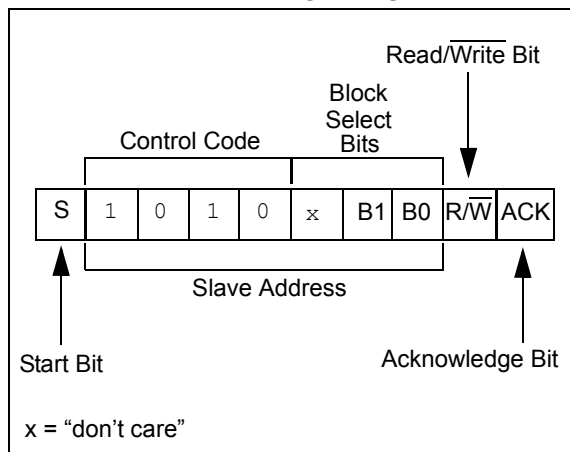 Read/Write Bit
Block
Select
Bits
Control Code
S 1 0 1 0 x B1 B0 R/W ACK
Slave Address
Start Bit
Acknowledge Bit
x = “don’t care”